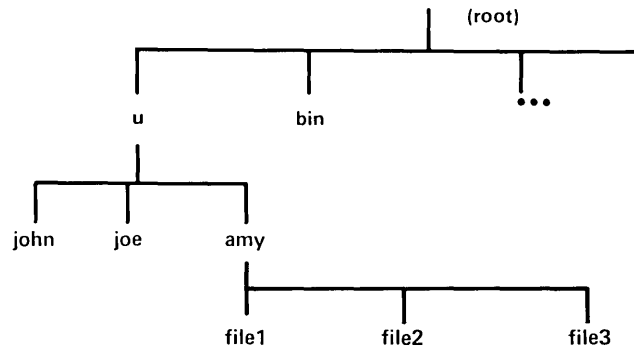 (root)
u bin •••
john joe amy
file1 file2 file3